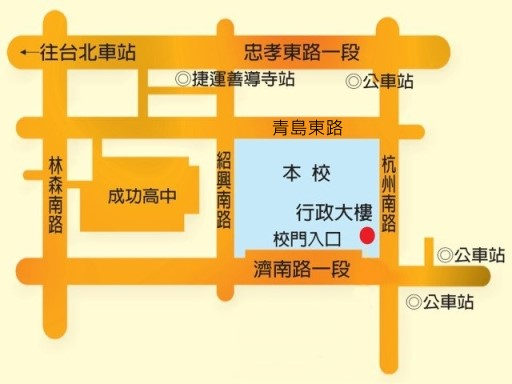 ←往台北車站
忠孝東路一段
◎捷運善導寺站
◎公車站
青島東路
林森南路
紹興南路
杭州南路
成功高中
本校
行政大樓
校門入口
濟南路一段
◎公車站
◎公車站